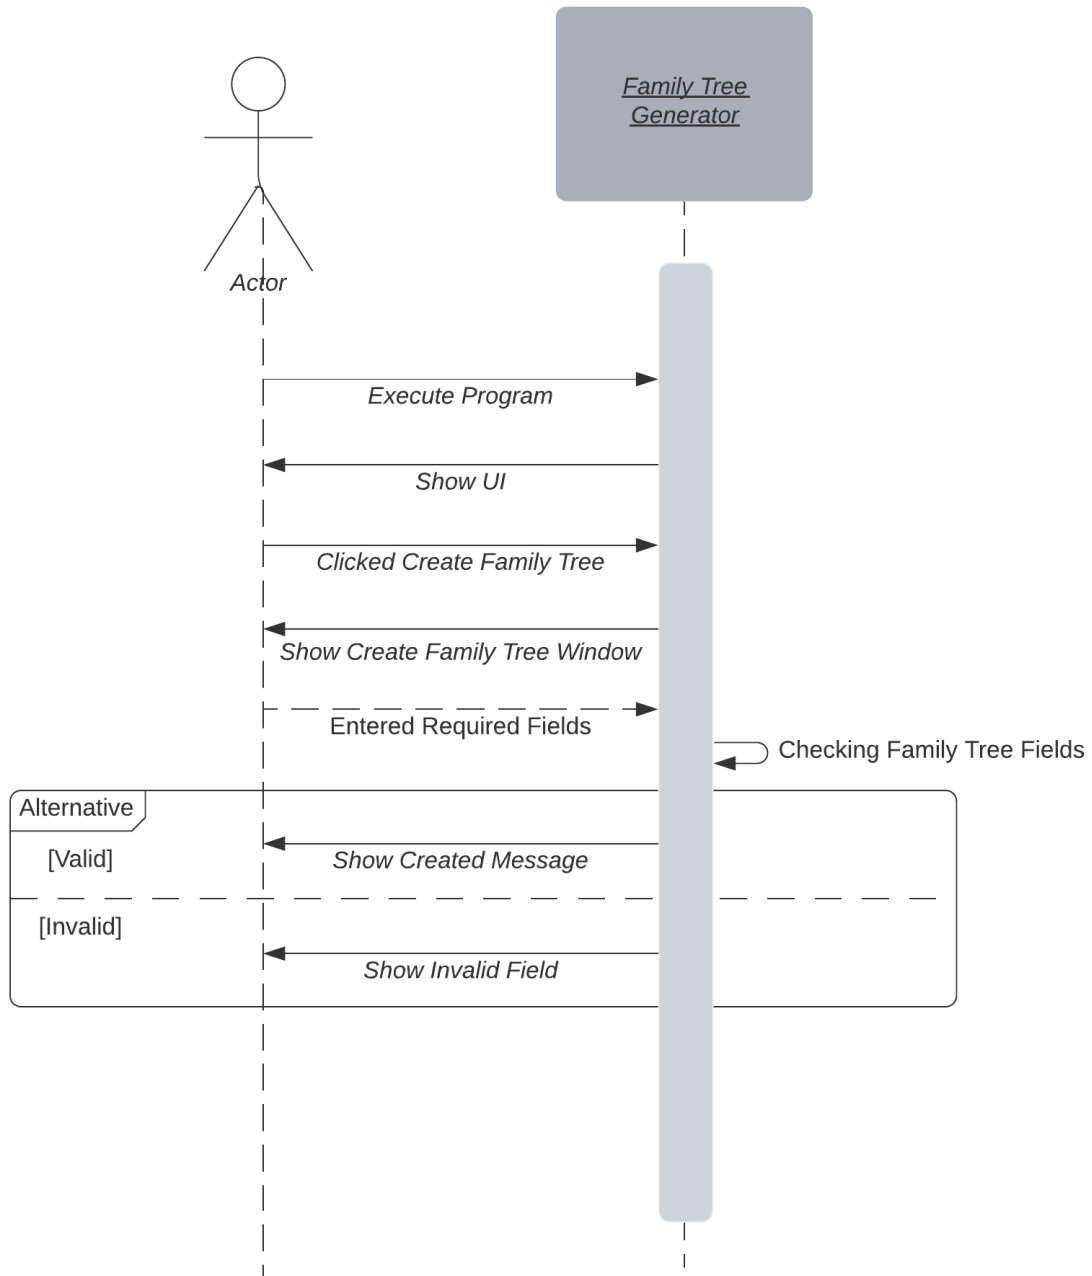 Family Tree
Generator
Actor
Execute Program
Show UI
Clicked Create Family Tree
Show Create Family Tree Window
Entered Required Fields
Checking Family Tree Fields
Alternative
[Valid]
Show Created Message
[Invalid]
Show Invalid Field